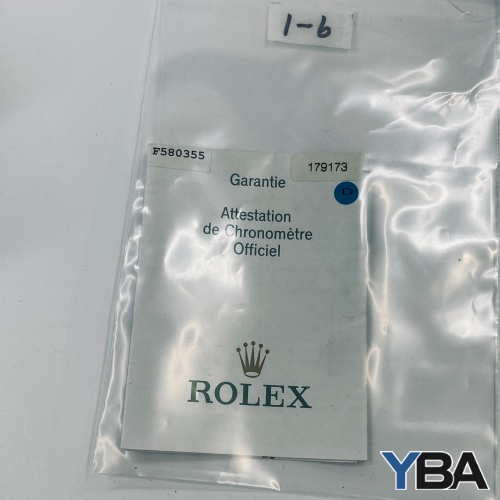 1-6
F580355
179173
Garantie
D
Attestation
de Chronomètre
Officiel
ROLEX
YBA